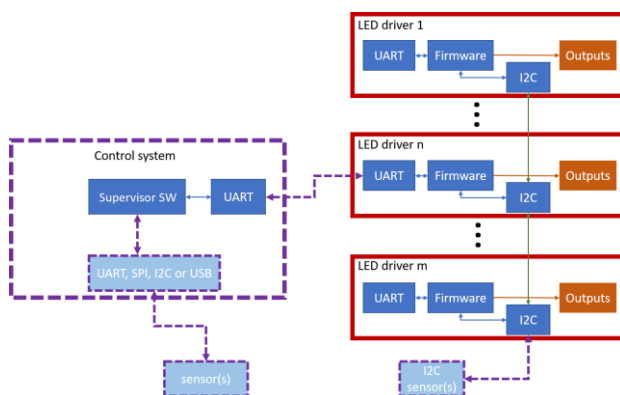 LED driver 1
UART
Firmware
Outputs
I2C
LED driver n
UART
Firmware
Outputs
I2C
Control system
Supervisor SW
UART
UART, SPI, I2C or USB
LED driver m
UART
Firmware
Outputs
I2C
sensor(s)
I2C
sensor(s)